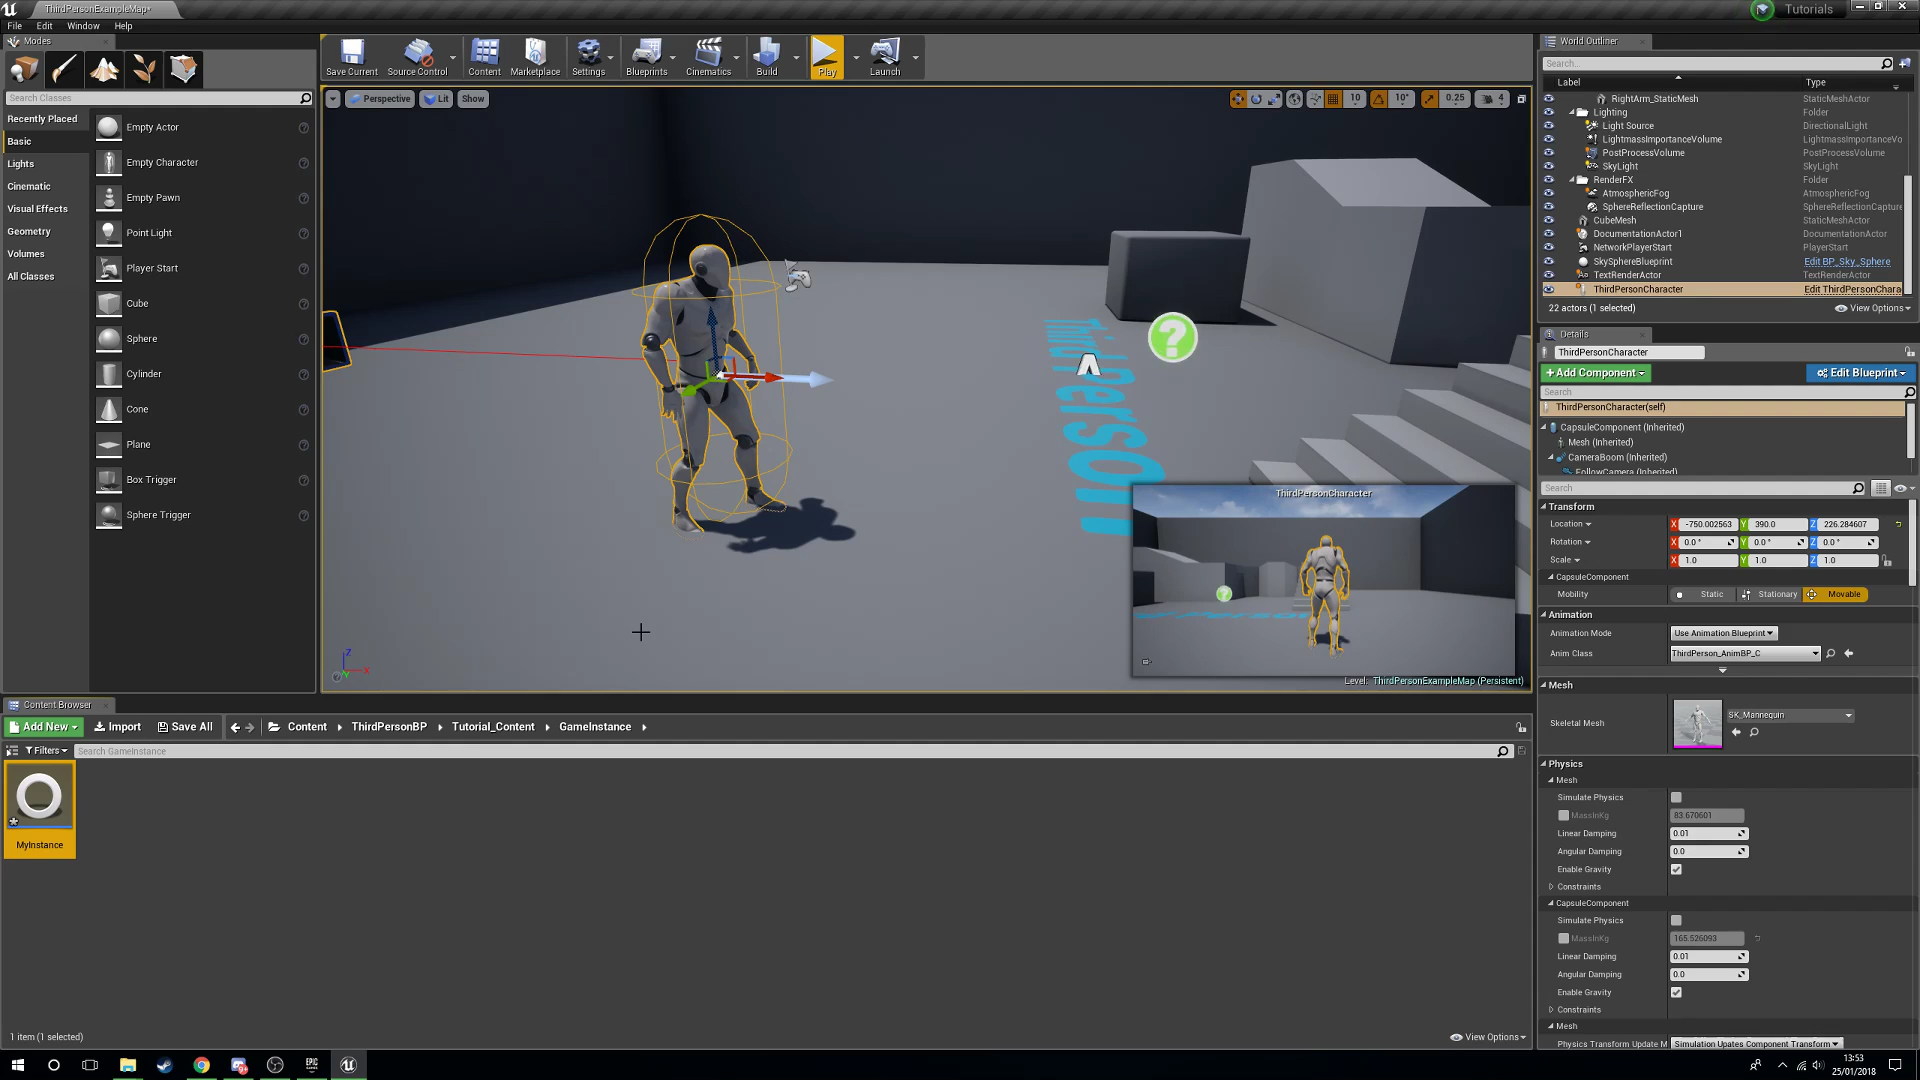 ThirdPersonExampleMap*
Tutorials
File Edit Window Help
Modes
Search Classes
Recently Placed
Basic
Lights
Cinematic
Visual Effects
Geometry
Volumes
All Classes
Empty Actor
Empty Character
Empty Pawn
Point Light
Player Start
Cube
Sphere
Cylinder
Cone
Plane
Box Trigger
Sphere Trigger
Save Current
Source Control
Content
Marketplace
Settings
Blueprints
Cinematics
Build
Play
Launch
Perspective Lit Show
10 10° 0.25 4
ThirdPerson
ThirdPersonCharacter
Level: ThirdPersonExampleMap (Persistent)
Z
X
Y
World Outliner
Search...
Label Type
RightArm_StaticMesh StaticMeshActor
Lighting Folder
Light Source DirectionalLight
LightmassImportanceVolume LightmassImportanceVo
PostProcessVolume PostProcessVolume
SkyLight SkyLight
RenderFX Folder
AtmosphericFog AtmosphericFog
SphereReflectionCapture SphereReflectionCapture
CubeMesh StaticMeshActor
DocumentationActor1 DocumentationActor
NetworkPlayerStart PlayerStart
SkySphereBlueprint Edit BP_Sky_Sphere
TextRenderActor TextRenderActor
ThirdPersonCharacter Edit ThirdPersonChara
22 actors (1 selected) View Options
Details
ThirdPersonCharacter
+Add Component Edit Blueprint
Search
ThirdPersonCharacter(self)
CapsuleComponent (Inherited)
Mesh (Inherited)
CameraBoom (Inherited)
FollowCamera (Inherited)
Search
Transform
Location X -750.002563 Y 390.0 Z 226.284607
Rotation X 0.0° Y 0.0° Z 0.0°
Scale X 1.0 Y 1.0 Z 1.0
CapsuleComponent
Mobility Static Stationary Movable
Animation
Animation Mode Use Animation Blueprint
Anim Class ThirdPerson_AnimBP_C
Mesh
Skeletal Mesh SK_Mannequin
Physics
Mesh
Simulate Physics
MassInKg 83.670601
Linear Damping 0.01
Angular Damping 0.0
Enable Gravity
Constraints
CapsuleComponent
Simulate Physics
MassInKg 165.526093
Linear Damping 0.01
Angular Damping 0.0
Enable Gravity
Constraints
Mesh
Physics Transform Update M Simulation Upates Component Transform
Content Browser
Add New Import Save All Content ThirdPersonBP Tutorial_Content GameInstance
Filters Search GameInstance
MyInstance
1 item (1 selected) View Options
EPIC
13:53
25/01/2018